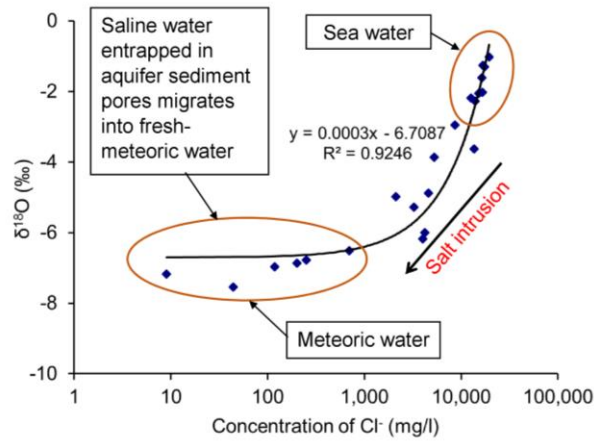 Saline water
entrapped in
aquifer sediment
pores migrates
into fresh-
meteoric water
Sea water
y = 0.0003x - 6.7087
R² = 0.9246
Salt intrusion
Meteoric water
δ¹⁸O (‰)
0
-2
-4
-6
-8
-10
1
10
100
1,000
10,000
100,000
Concentration of Cl⁻ (mg/l)